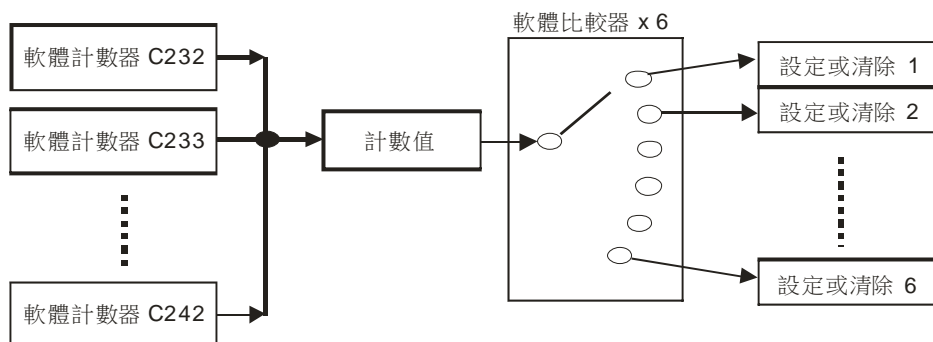 軟體計數器 C232
軟體計數器 C233
軟體計數器 C242
計數值
軟體比較器 x 6
設定或清除 1
設定或清除 2
設定或清除 6